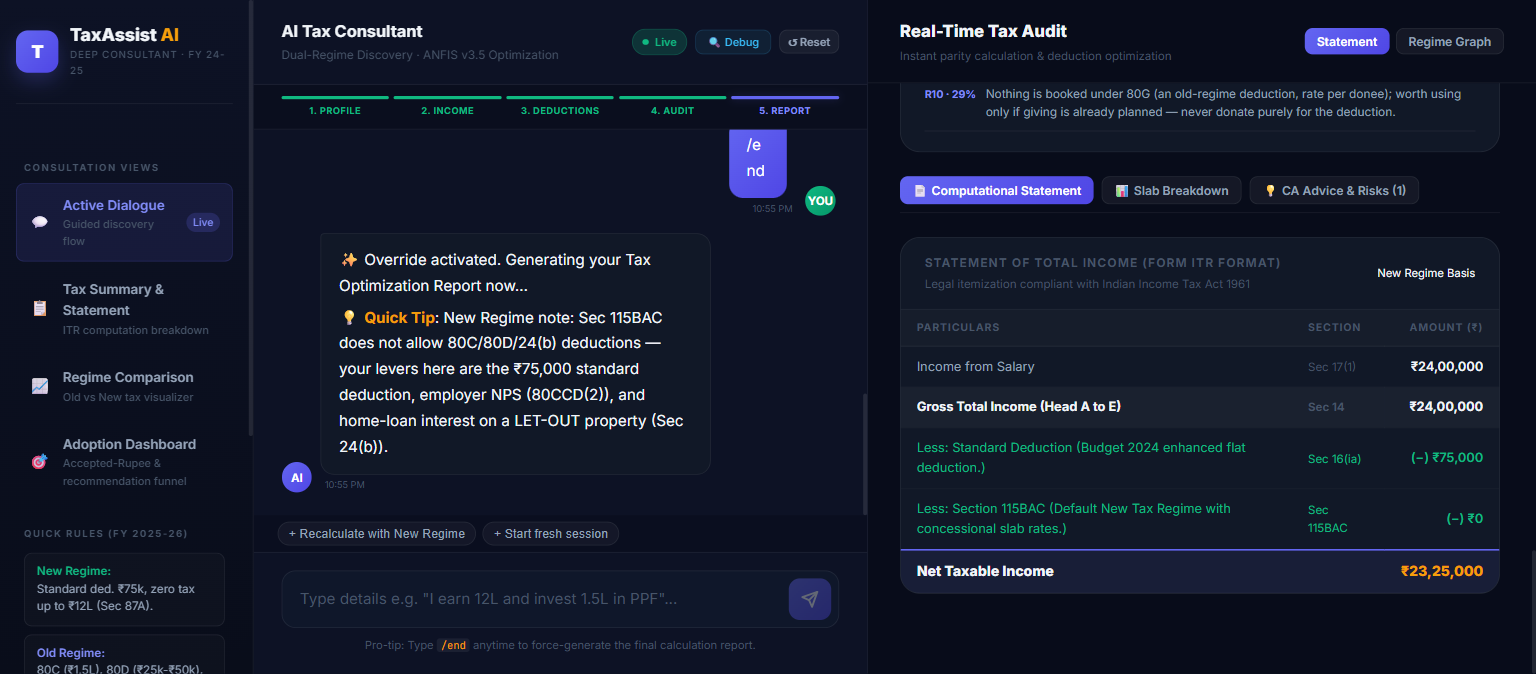 T
TaxAssist AI
DEEP CONSULTANT · FY 24-
25
CONSULTATION VIEWS
Active Dialogue
Guided discovery
flow
Live
Tax Summary &
Statement
ITR computation breakdown
Regime Comparison
Old vs New tax visualizer
Adoption Dashboard
Accepted-Rupee &
recommendation funnel
QUICK RULES (FY 2025-26)
New Regime:
Standard ded. ₹75k, zero tax
up to ₹12L (Sec 87A).
Old Regime:
80C (₹1.5L), 80D (₹25k-₹50k),
AI Tax Consultant
Dual-Regime Discovery · ANFIS v3.5 Optimization
Live
Debug
↺ Reset
1. PROFILE
2. INCOME
3. DEDUCTIONS
4. AUDIT
5. REPORT
/e
nd
10:55 PM
YOU
✨ Override activated. Generating your Tax
Optimization Report now...
💡 Quick Tip: New Regime note: Sec 115BAC
does not allow 80C/80D/24(b) deductions —
your levers here are the ₹75,000 standard
deduction, employer NPS (80CCD(2)), and
home-loan interest on a LET-OUT property (Sec
24(b)).
AI
10:55 PM
+ Recalculate with New Regime
+ Start fresh session
Type details e.g. "I earn 12L and invest 1.5L in PPF"...
Pro-tip: Type /end anytime to force-generate the final calculation report.
Real-Time Tax Audit
Instant parity calculation & deduction optimization
Statement
Regime Graph
R10 · 29% Nothing is booked under 80G (an old-regime deduction, rate per donee); worth using
only if giving is already planned — never donate purely for the deduction.
Computational Statement
Slab Breakdown
CA Advice & Risks (1)
STATEMENT OF TOTAL INCOME (FORM ITR FORMAT)
Legal itemization compliant with Indian Income Tax Act 1961
New Regime Basis
PARTICULARS SECTION AMOUNT (₹)
Income from Salary Sec 17(1) ₹24,00,000
Gross Total Income (Head A to E) Sec 14 ₹24,00,000
Less: Standard Deduction (Budget 2024 enhanced flat
deduction.) Sec 16(ia) (−) ₹75,000
Less: Section 115BAC (Default New Tax Regime with
concessional slab rates.)
Sec
115BAC
(−) ₹0
Net Taxable Income ₹23,25,000